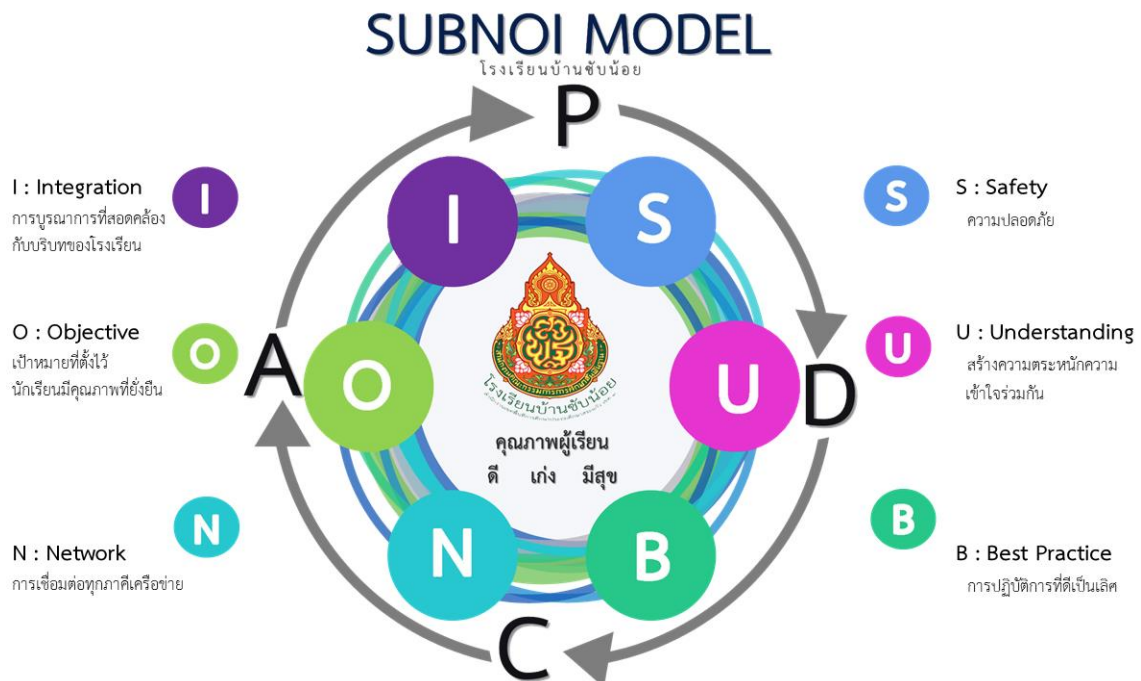 SUBNOI MODEL
โรงเรียนบ้านซับน้อย
P
I
S
I : Integration
การบูรณาการที่สอดคล้อง
กับบริบทของโรงเรียน
I
S
S : Safety
ความปลอดภัย
O : Objective
เป้าหมายที่ตั้งไว้
นักเรียนมีคุณภาพที่ยั่งยืน
O
A
O
U
D
U
U : Understanding
สร้างความตระหนักความ
เข้าใจร่วมกัน
โรงเรียนบ้านซับน้อย
คุณภาพผู้เรียน
ดี เก่ง มีสุข
N : Network
การเชื่อมต่อทุกภาคีเครือข่าย
N
N
B
B
B : Best Practice
การปฏิบัติการที่ดีเป็นเลิศ
C